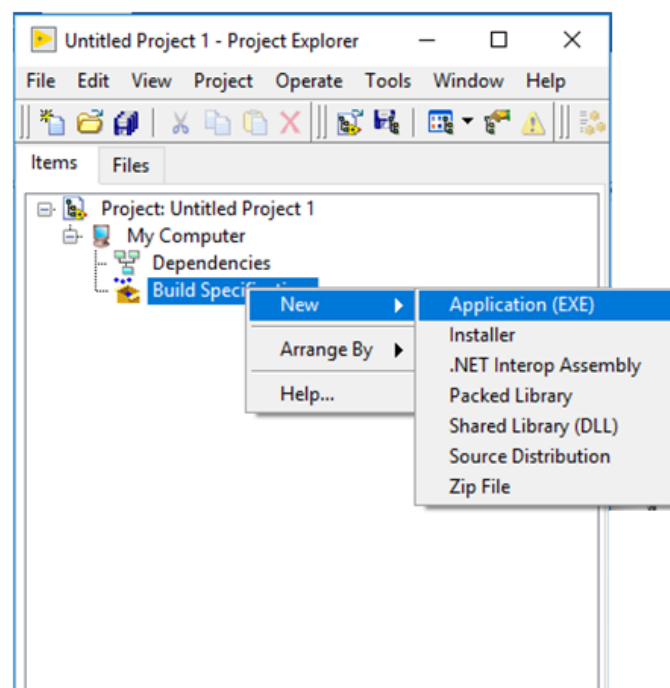 Untitled Project 1 - Project Explorer
File Edit View Project Operate Tools Window Help
Items Files
Project: Untitled Project 1
My Computer
Dependencies
Build
New
Application (EXE)
Installer
.NET Interop Assembly
Arrange By
Packed Library
Help...
Shared Library (DLL)
Source Distribution
Zip File